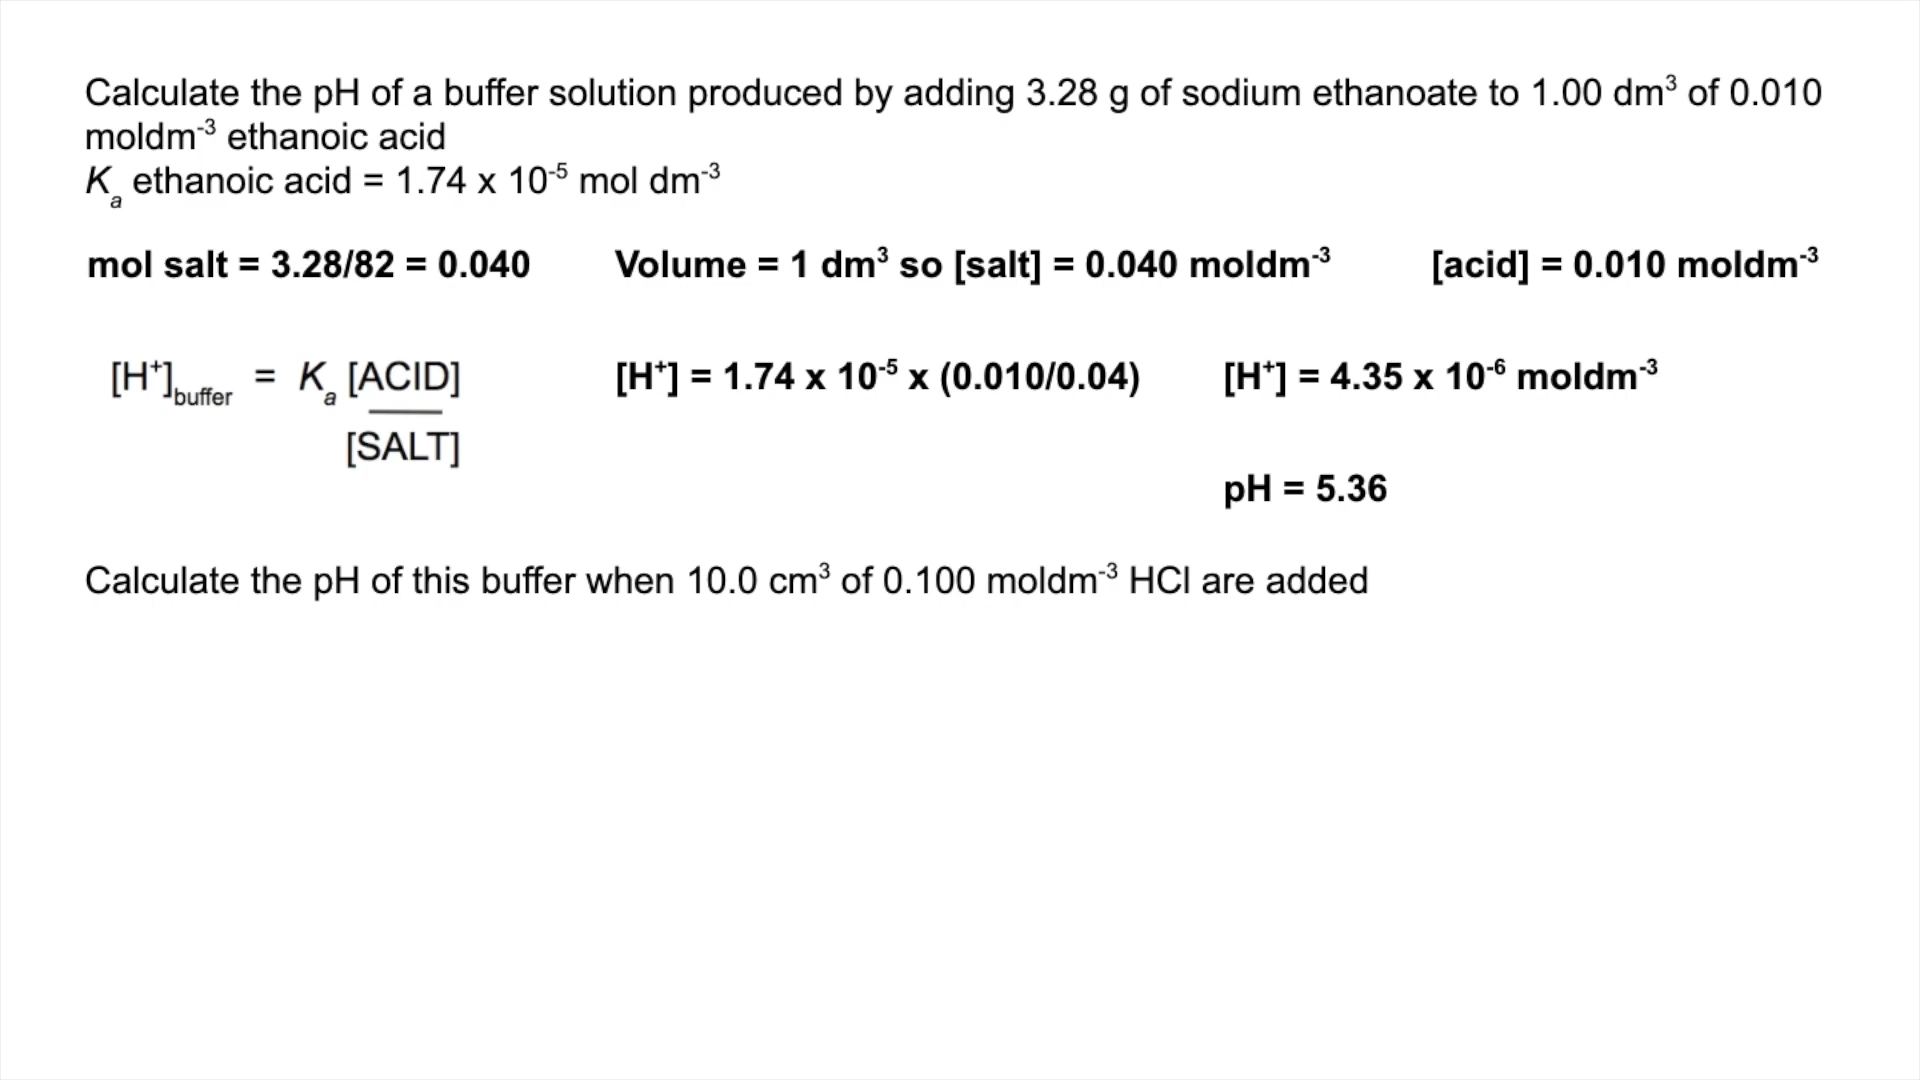 Calculate the pH of a buffer solution produced by adding 3.28 g of sodium ethanoate to 1.00 dm³ of 0.010
moldm⁻³ ethanoic acid
Kₐ ethanoic acid = 1.74 x 10⁻⁵ mol dm⁻³
mol salt = 3.28/82 = 0.040 Volume = 1 dm³ so [salt] = 0.040 moldm⁻³ [acid] = 0.010 moldm⁻³
[H⁺]buffer = Kₐ [ACID] [H⁺] = 1.74 x 10⁻⁵ x (0.010/0.04) [H⁺] = 4.35 x 10⁻⁶ moldm⁻³
[SALT]
pH = 5.36
Calculate the pH of this buffer when 10.0 cm³ of 0.100 moldm⁻³ HCl are added